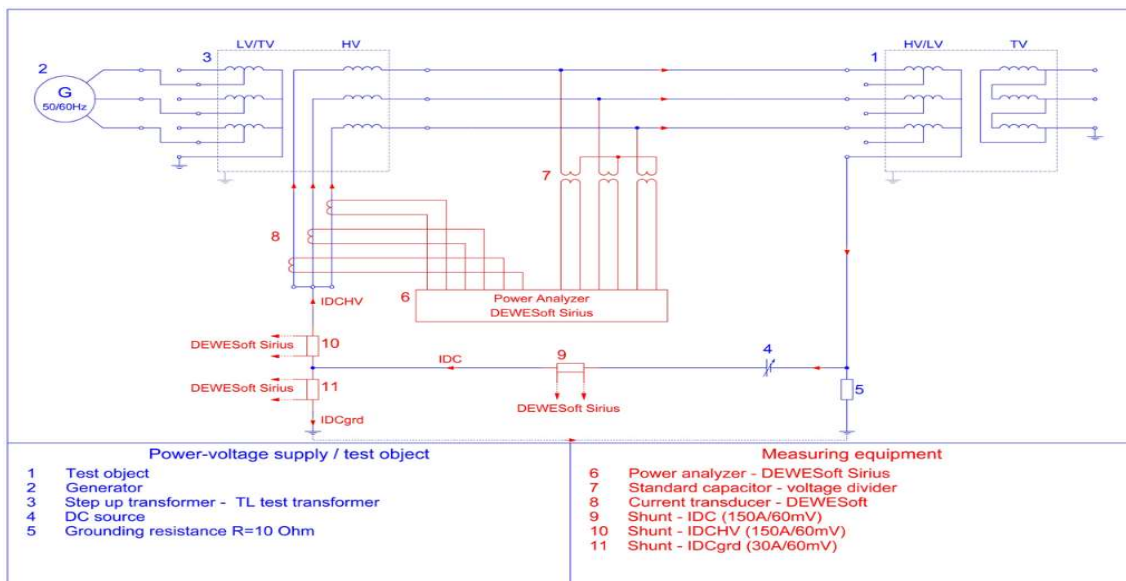 LV/TV HV HV/LV TV
3 1
2
G
50/60Hz
7
8
6 Power Analyzer
DEWESoft Sirius
IDCHV
DEWESoft Sirius 10
IDC 9 4
DEWESoft Sirius 11 DEWESoft Sirius 5
IDCgrd
Power-voltage supply / test object
1 Test object
2 Generator
3 Step up transformer - TL test transformer
4 DC source
5 Grounding resistance R=10 Ohm
Measuring equipment
6 Power analyzer - DEWESoft Sirius
7 Standard capacitor - voltage divider
8 Current transducer - DEWESoft
9 Shunt - IDC (150A/60mV)
10 Shunt - IDCHV (150A/60mV)
11 Shunt - IDCgrd (30A/60mV)